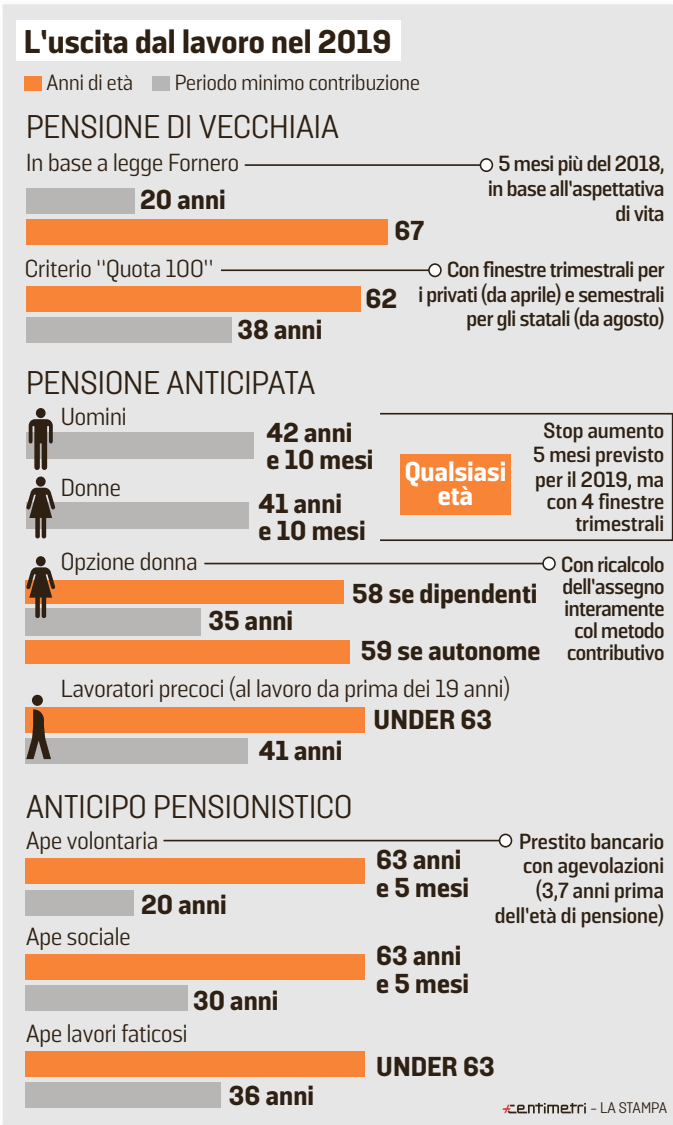 L'uscita dal lavoro nel 2019
Anni di età
Periodo minimo contribuzione
PENSIONE DI VECCHIAIA
In base a legge Fornero
5 mesi più del 2018,
in base all'aspettativa
di vita
20 anni
67
Criterio "Quota 100"
Con finestre trimestrali per
i privati (da aprile) e semestrali
per gli statali (da agosto)
62
38 anni
PENSIONE ANTICIPATA
Uomini
42 anni
e 10 mesi
Donne
41 anni
e 10 mesi
Qualsiasi
età
Stop aumento
5 mesi previsto
per il 2019, ma
con 4 finestre
trimestrali
Opzione donna
Con ricalcolo
dell'assegno
interamente
col metodo
contributivo
58 se dipendenti
35 anni
59 se autonome
Lavoratori precoci (al lavoro da prima dei 19 anni)
UNDER 63
41 anni
ANTICIPO PENSIONISTICO
Ape volontaria
Prestito bancario
con agevolazioni
(3,7 anni prima
dell'età di pensione)
63 anni
e 5 mesi
20 anni
Ape sociale
63 anni
e 5 mesi
30 anni
Ape lavori faticosi
UNDER 63
36 anni
centimetri - LA STAMPA